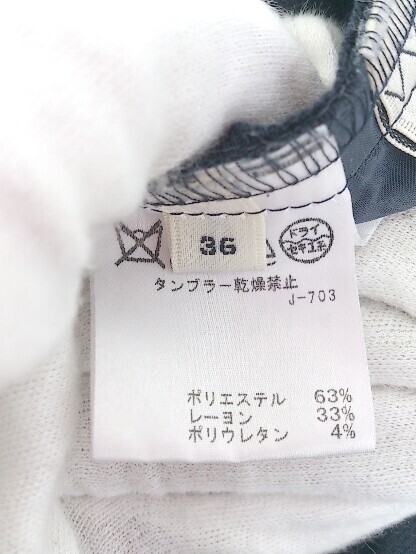 36
ドライ
セキユ系
タンブラー乾燥禁止
J-703
ポリエステル 63%
レーヨン 33%
ポリウレタン 4%